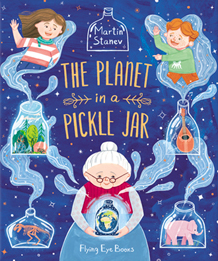 Martin
Stanev
THE PLANET
in a
PICKLE JAR
Flying Eye Books